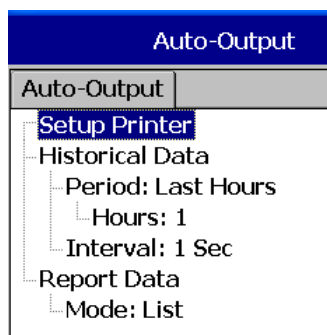 Auto-Output
Auto-Output
Setup Printer
Historical Data
Period: Last Hours
Hours: 1
Interval: 1 Sec
Report Data
Mode: List